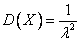 D(X) = 1/λ²